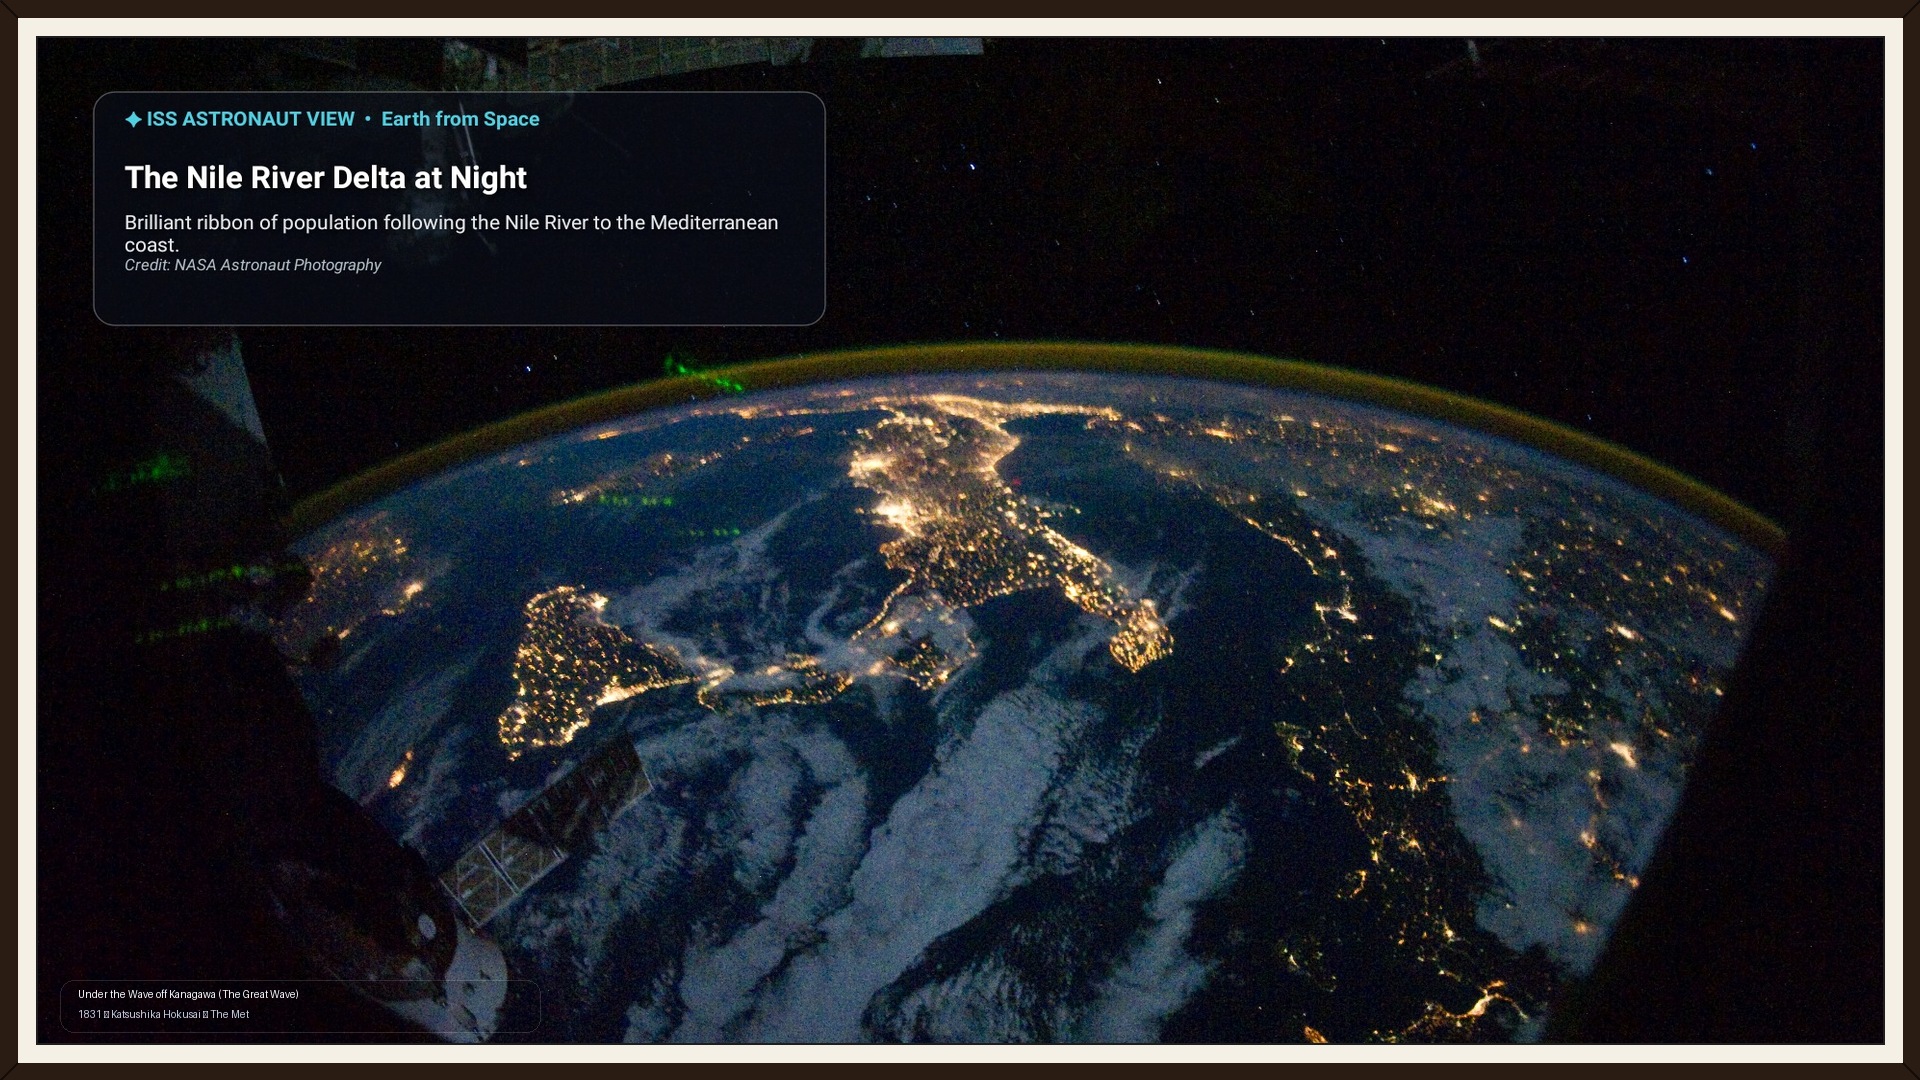 ✦ ISS ASTRONAUT VIEW • Earth from Space
The Nile River Delta at Night
Brilliant ribbon of population following the Nile River to the Mediterranean
coast.
Credit: NASA Astronaut Photography
Under the Wave off Kanagawa (The Great Wave)
1831 ▯ Katsushika Hokusai ▯ The Met